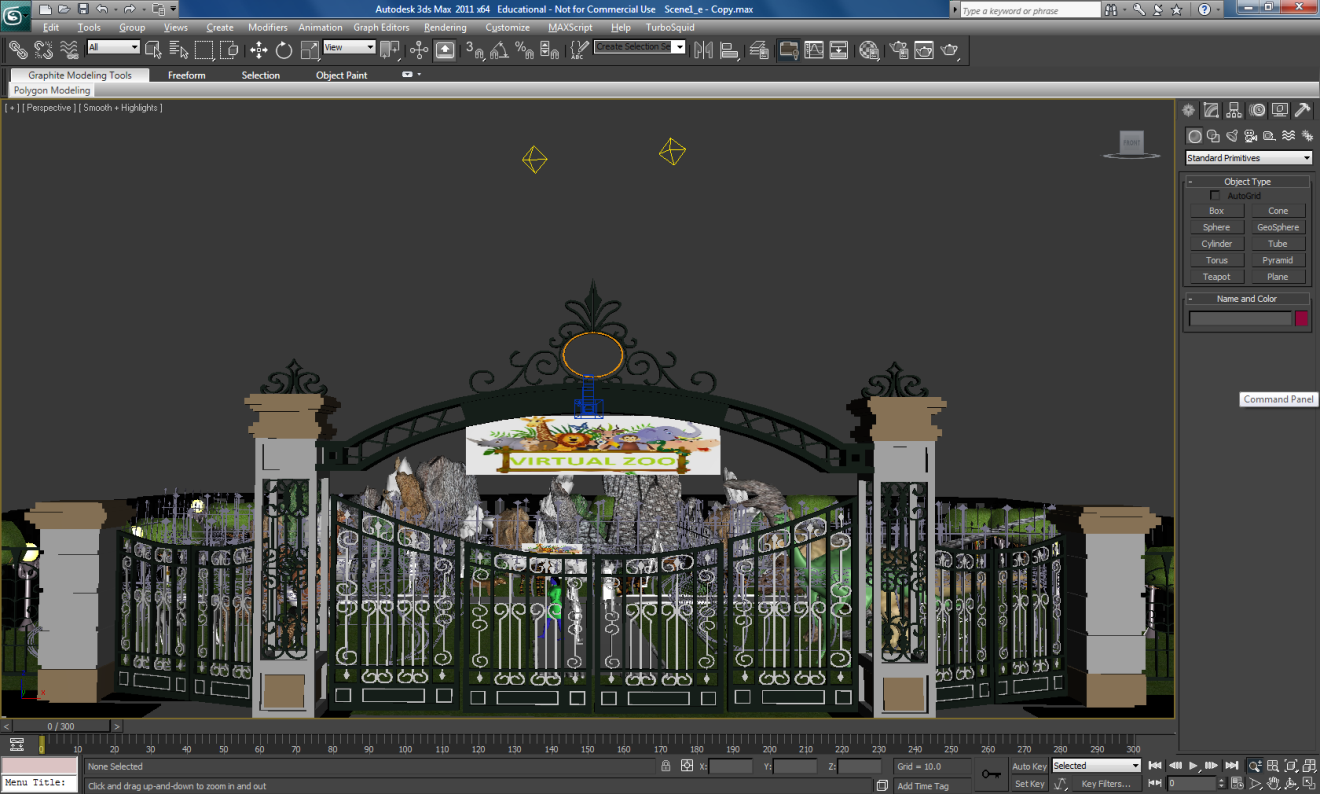 Autodesk 3ds Max 2011 x64 Educational - Not for Commercial Use Scene1_e - Copy.max
Type a keyword or phrase
Edit Tools Group Views Create Modifiers Animation Graph Editors Rendering Customize MAXScript Help TurboSquid
All View 3 Create Selection Se
ABC
Graphite Modeling Tools Freeform Selection Object Paint
Polygon Modeling
[ + ] [ Perspective ] [ Smooth + Highlights ]
FRONT
Standard Primitives
- Object Type
AutoGrid
Box Cone
Sphere GeoSphere
Cylinder Tube
Torus Pyramid
Teapot Plane
- Name and Color
Command Panel
VIRTUAL ZOO
y x
< 0 / 300 >
0 10 20 30 40 50 60 70 80 90 100 110 120 130 140 150 160 170 180 190 200 210 220 230 240 250 260 270 280 290 300
None Selected X: Y: Z: Grid = 10.0 Auto Key Selected
Menu Title: Click and drag up-and-down to zoom in and out Add Time Tag Set Key Key Filters... 0